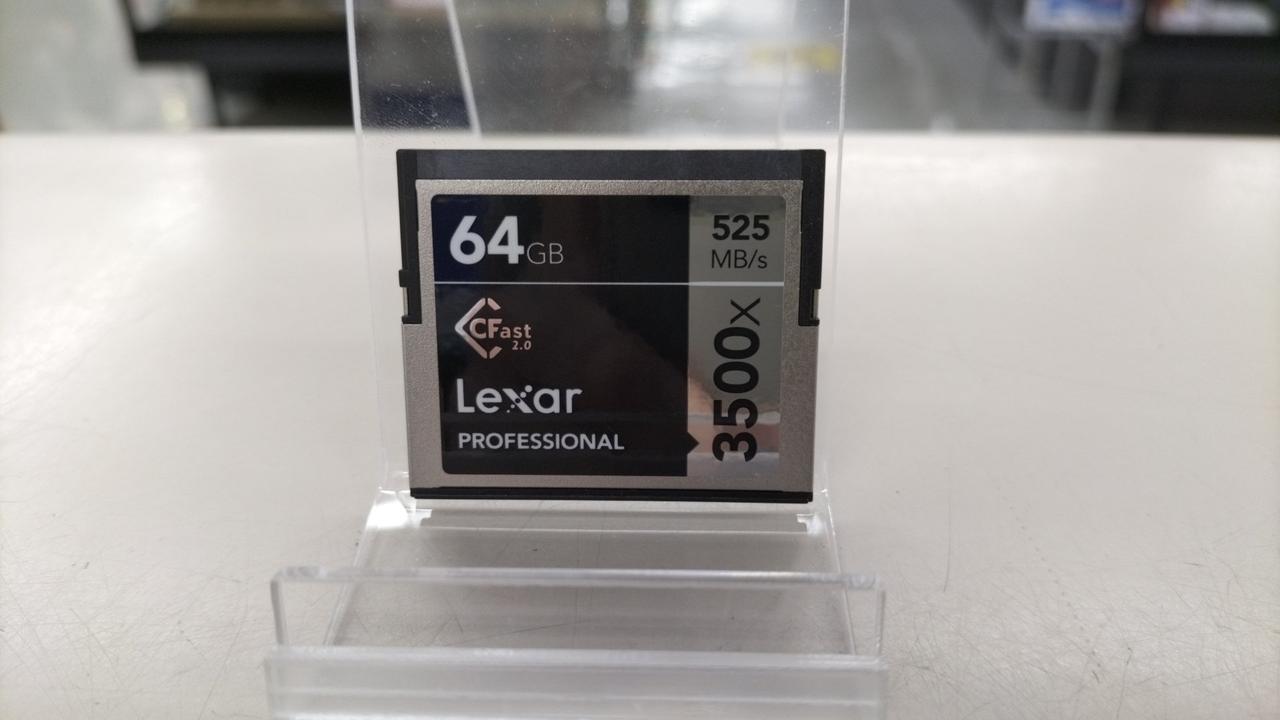 64GB
525
MB/s
CFast
2.0
3500x
Lexar
PROFESSIONAL